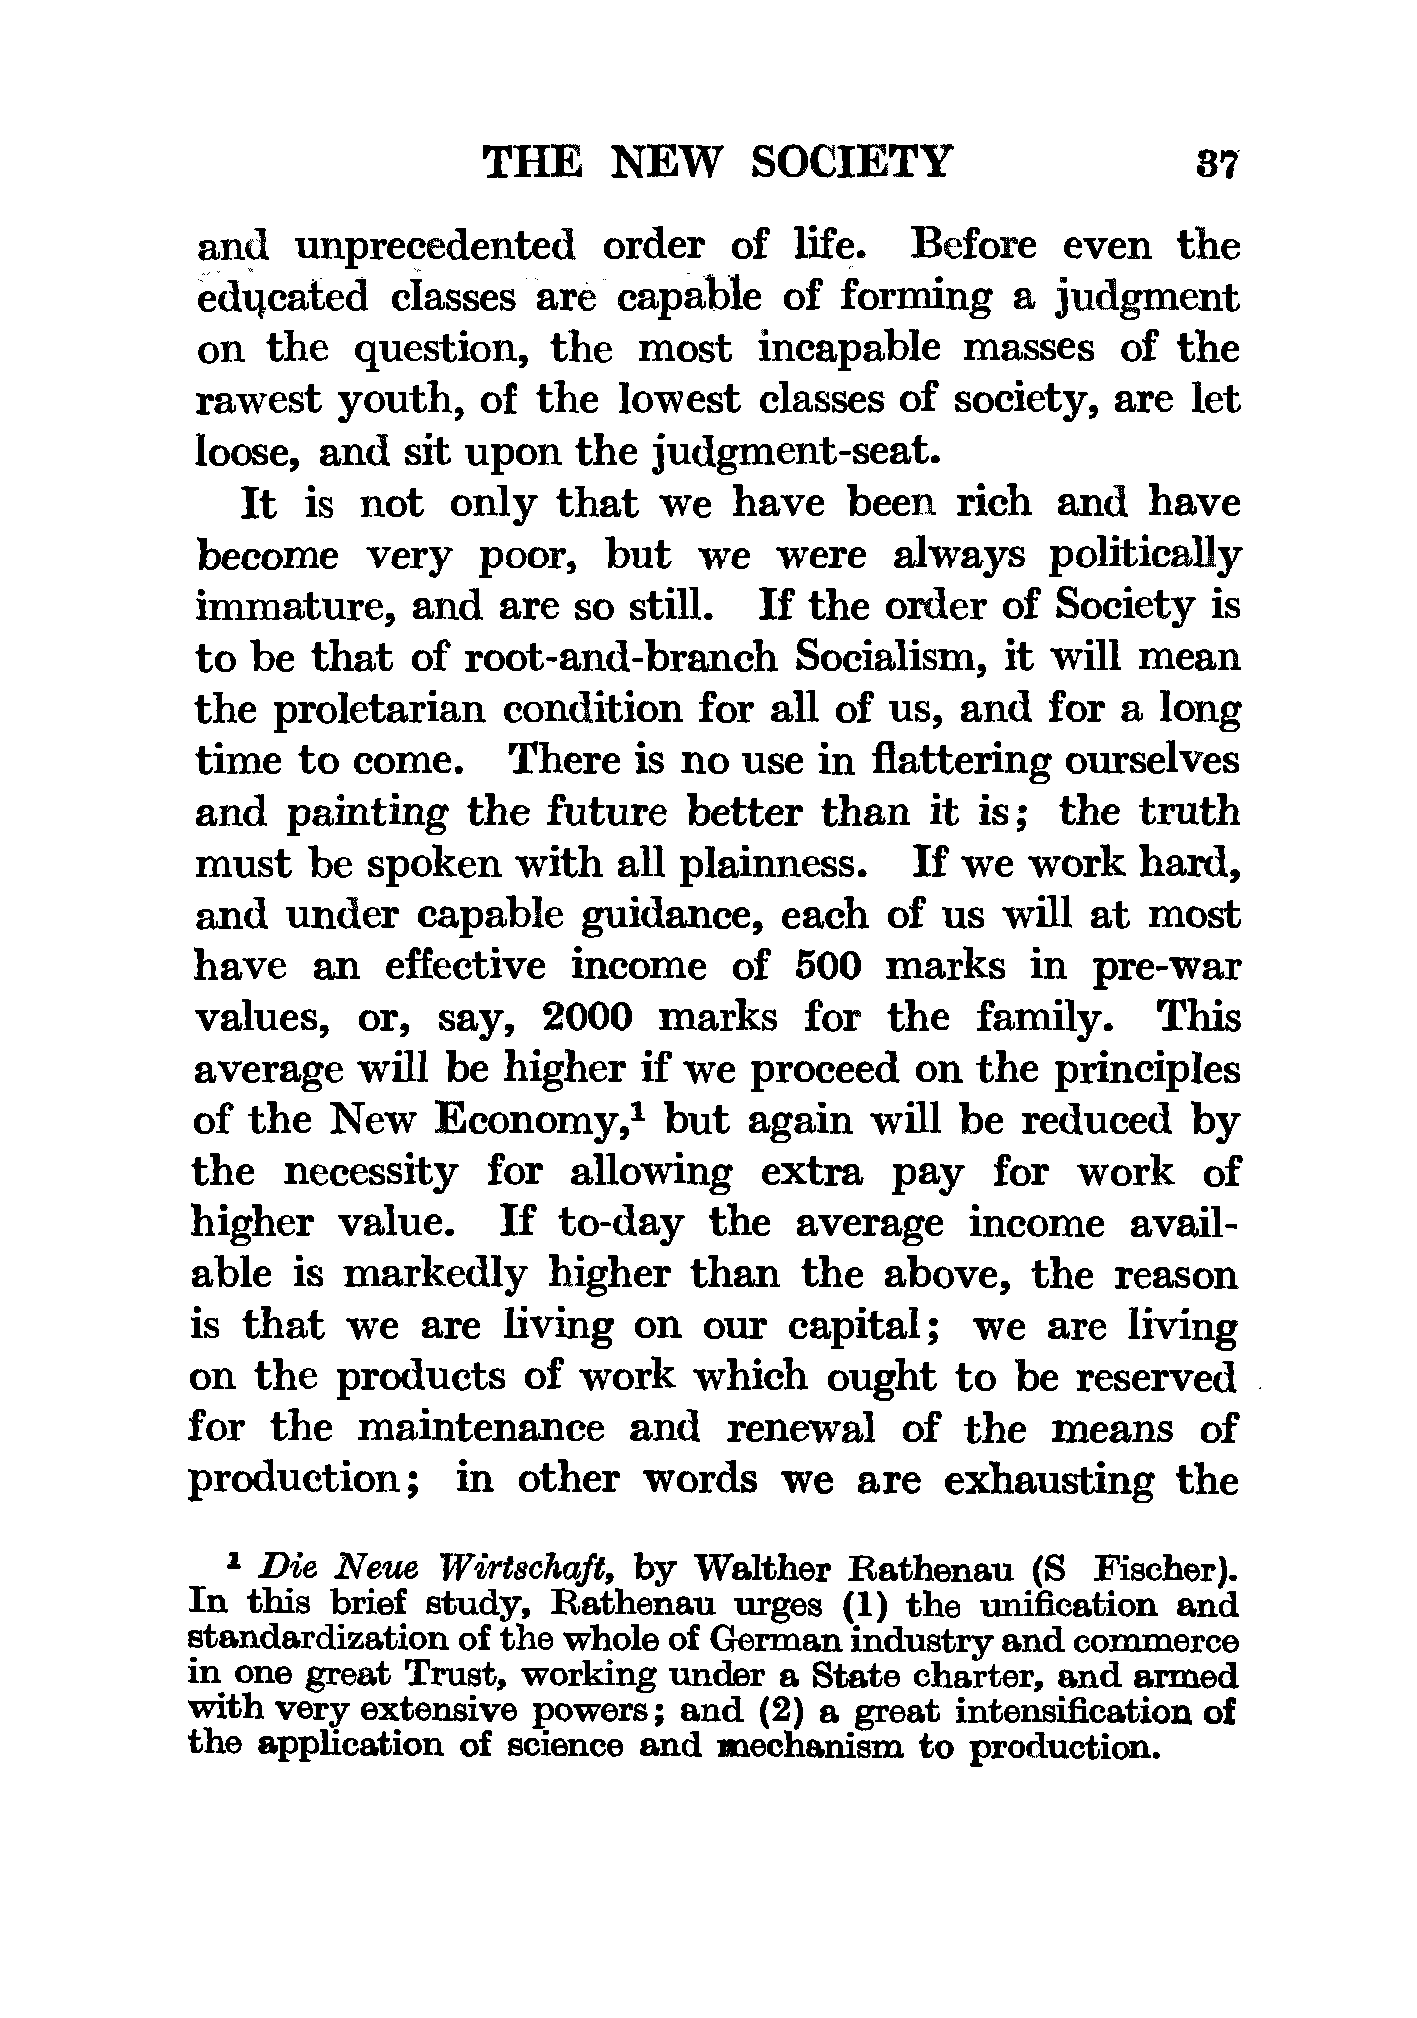 THE NEW SOCIETY 37
and unprecedented order of life. Before even the
educated classes are capable of forming a judgment
on the question, the most incapable masses of the
rawest youth, of the lowest classes of society, are let
loose, and sit upon the judgment-seat.
It is not only that we have been rich and have
become very poor, but we were always politically
immature, and are so still. If the order of Society is
to be that of root-and-branch Socialism, it will mean
the proletarian condition for all of us, and for a long
time to come. There is no use in flattering ourselves
and painting the future better than it is; the truth
must be spoken with all plainness. If we work hard,
and under capable guidance, each of us will at most
have an effective income of 500 marks in pre-war
values, or, say, 2000 marks for the family. This
average will be higher if we proceed on the principles
of the New Economy,¹ but again will be reduced by
the necessity for allowing extra pay for work of
higher value. If to-day the average income avail-
able is markedly higher than the above, the reason
is that we are living on our capital; we are living
on the products of work which ought to be reserved
for the maintenance and renewal of the means of
production; in other words we are exhausting the
¹ Die Neue Wirtschaft, by Walther Rathenau (S Fischer).
In this brief study, Rathenau urges (1) the unification and
standardization of the whole of German industry and commerce
in one great Trust, working under a State charter, and armed
with very extensive powers; and (2) a great intensification of
the application of science and mechanism to production.